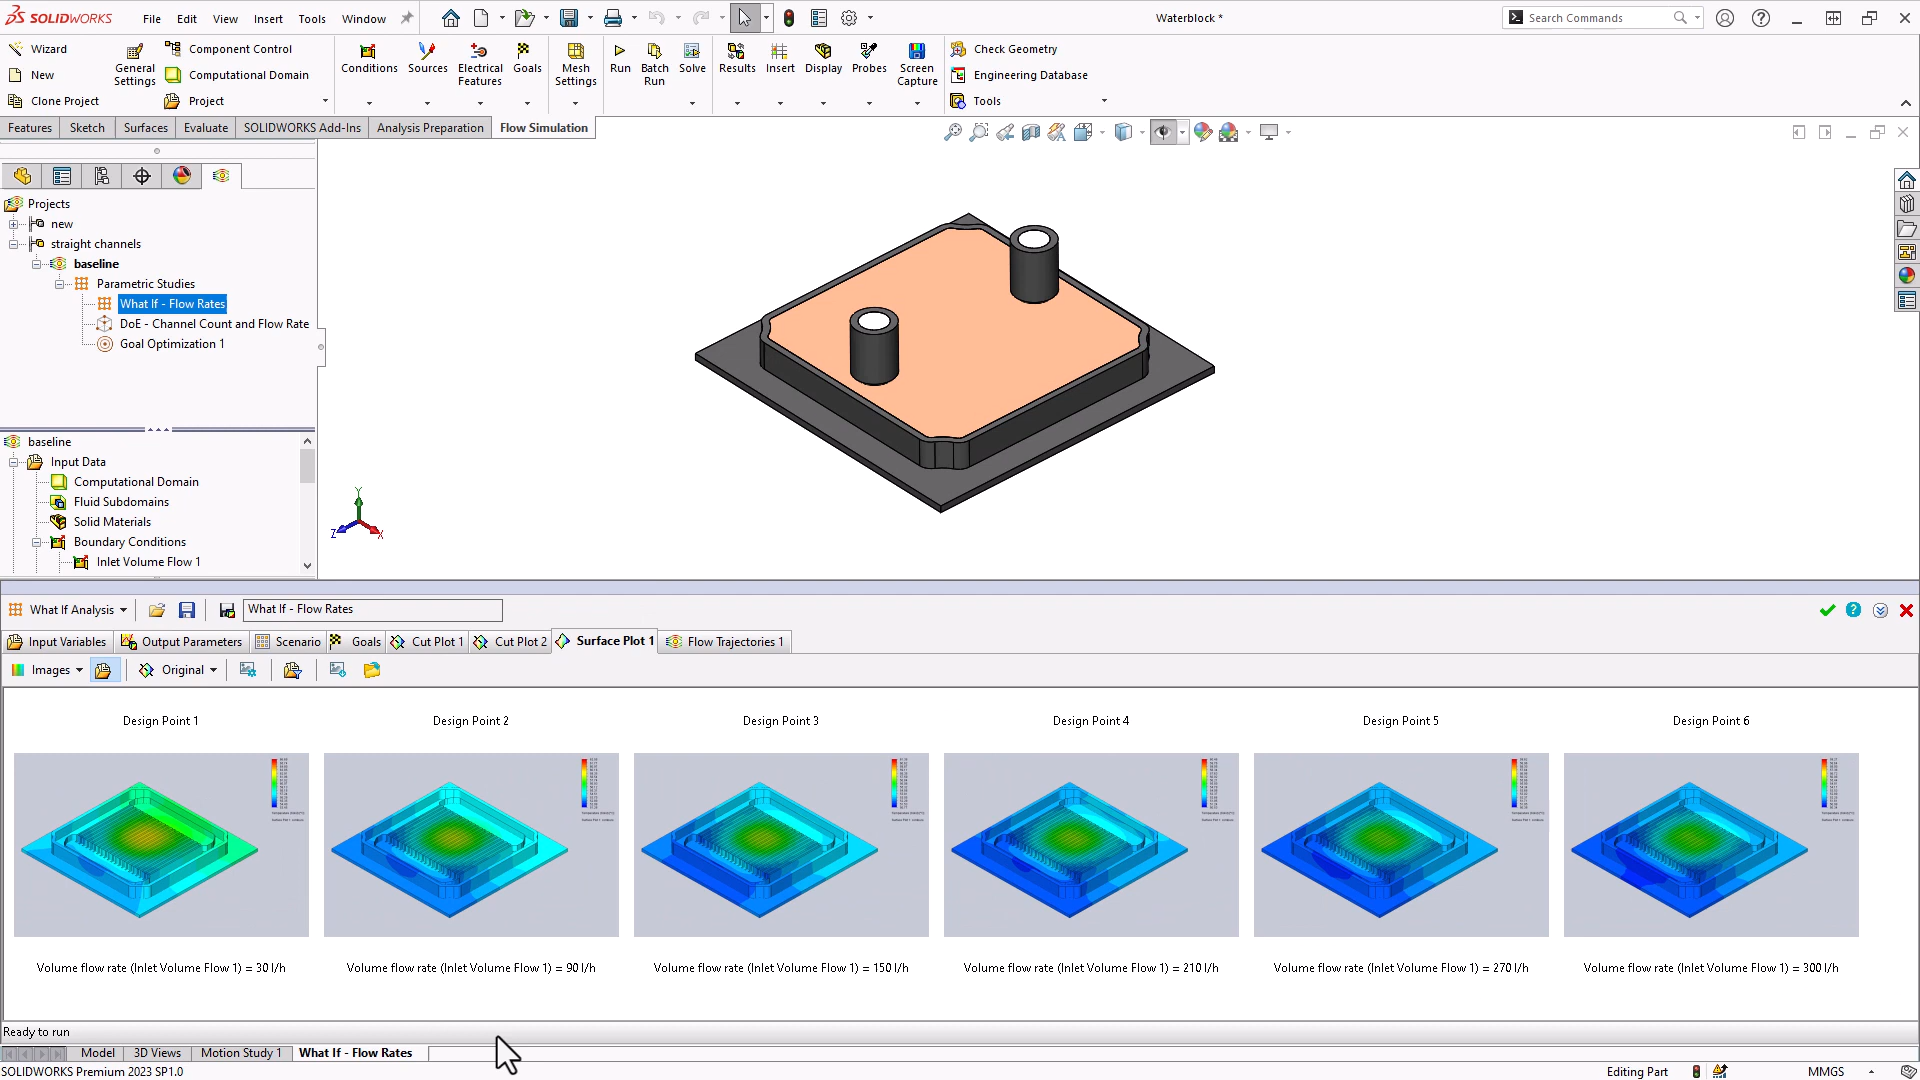 SOLIDWORKS File Edit View Insert Tools Window Waterblock * Search Commands
Wizard
New
Clone Project
General Settings
Component Control
Computational Domain
Project
Conditions
Sources
Electrical Features
Goals
Mesh Settings
Run
Batch Run
Solve
Results
Insert
Display
Probes
Screen Capture
Check Geometry
Engineering Database
Tools
Features Sketch Surfaces Evaluate SOLIDWORKS Add-Ins Analysis Preparation Flow Simulation
Projects
new
straight channels
baseline
Parametric Studies
What If - Flow Rates
DoE - Channel Count and Flow Rate
Goal Optimization 1
baseline
Input Data
Computational Domain
Fluid Subdomains
Solid Materials
Boundary Conditions
Inlet Volume Flow 1
Y
Z X
What If Analysis What If - Flow Rates
Input Variables Output Parameters Scenario Goals Cut Plot 1 Cut Plot 2 Surface Plot 1 Flow Trajectories 1
Images Original
Design Point 1 Design Point 2 Design Point 3 Design Point 4 Design Point 5 Design Point 6
Volume flow rate (Inlet Volume Flow 1) = 30 l/h Volume flow rate (Inlet Volume Flow 1) = 90 l/h Volume flow rate (Inlet Volume Flow 1) = 150 l/h Volume flow rate (Inlet Volume Flow 1) = 210 l/h Volume flow rate (Inlet Volume Flow 1) = 270 l/h Volume flow rate (Inlet Volume Flow 1) = 300 l/h
Ready to run
Model 3D Views Motion Study 1 What If - Flow Rates
SOLIDWORKS Premium 2023 SP1.0 Editing Part MMGS